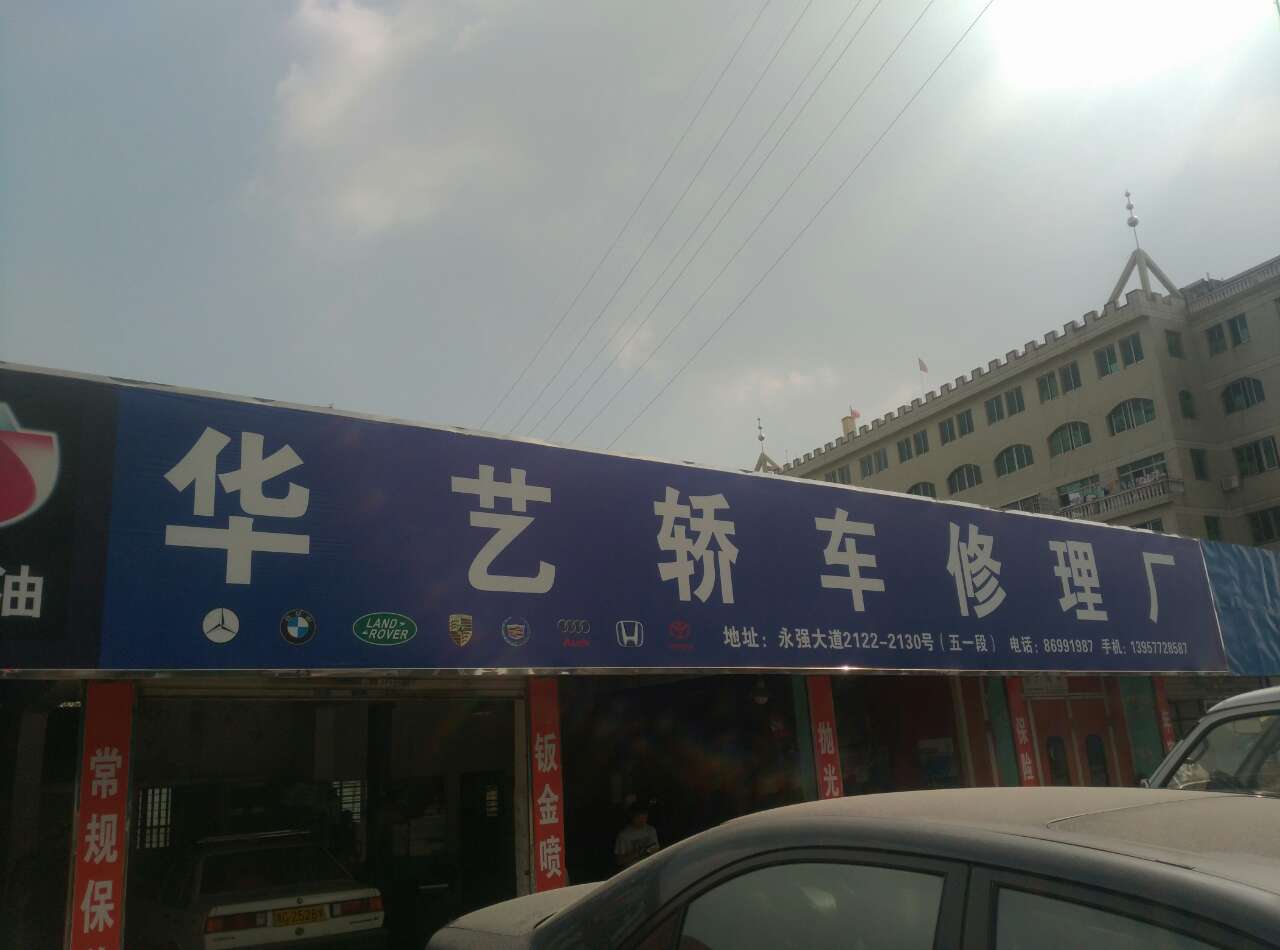 华艺轿车修理厂
油
LAND ROVER
Audi
地址：永强大道2122-2130号（五一段） 电话：86991987 手机：13957728587
常规保
钣金喷
抛光
保险